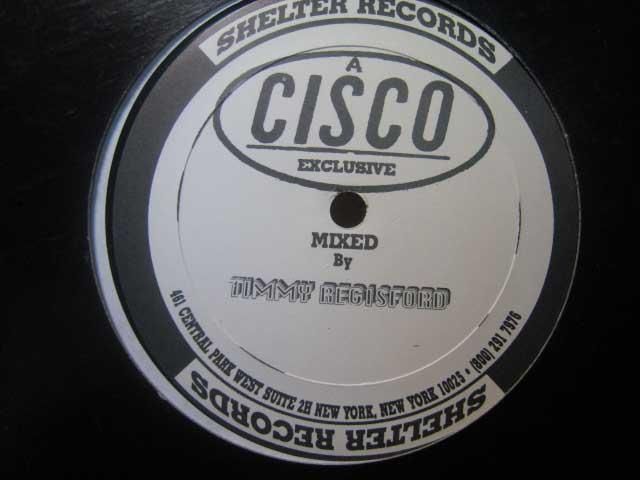 SHELTER RECORDS
A
CISCO
EXCLUSIVE
MIXED
By
TIMMY REGISFORD
461 CENTRAL PARK WEST SUITE 2H NEW YORK, NEW YORK 10025 • (800) 291 7976
SHELTER RECORDS